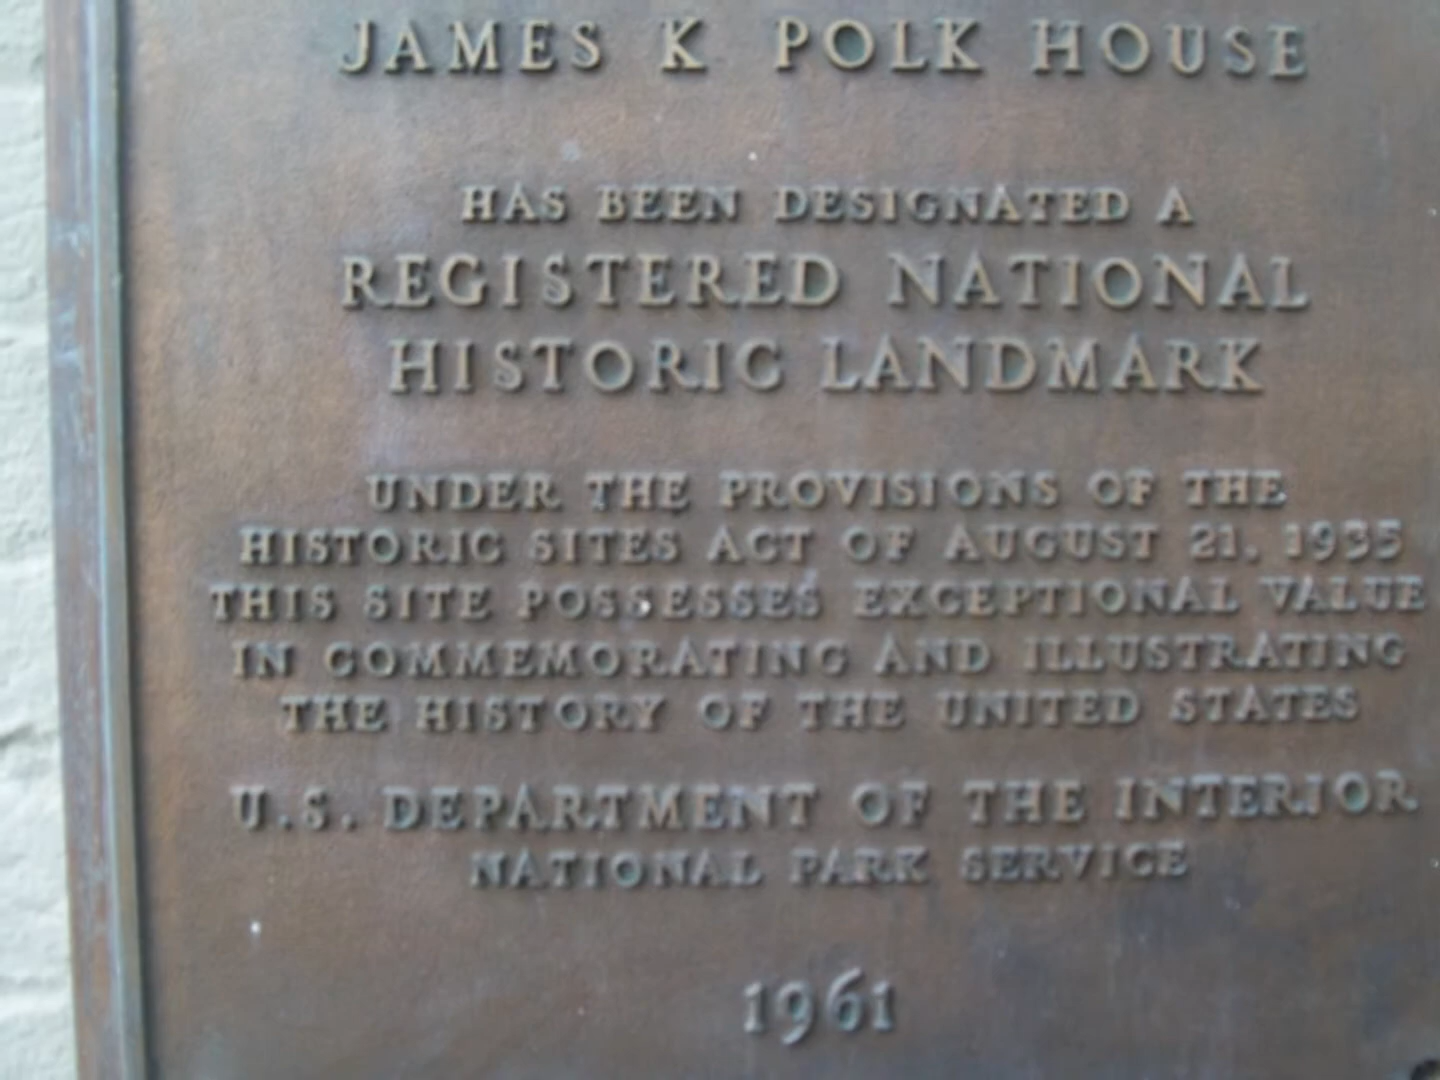 JAMES K POLK HOUSE
HAS BEEN DESIGNATED A
REGISTERED NATIONAL
HISTORIC LANDMARK
UNDER THE PROVISIONS OF THE
HISTORIC SITES ACT OF AUGUST 21, 1935
THIS SITE POSSESSES EXCEPTIONAL VALUE
IN COMMEMORATING AND ILLUSTRATING
THE HISTORY OF THE UNITED STATES
U.S. DEPARTMENT OF THE INTERIOR
NATIONAL PARK SERVICE
1961